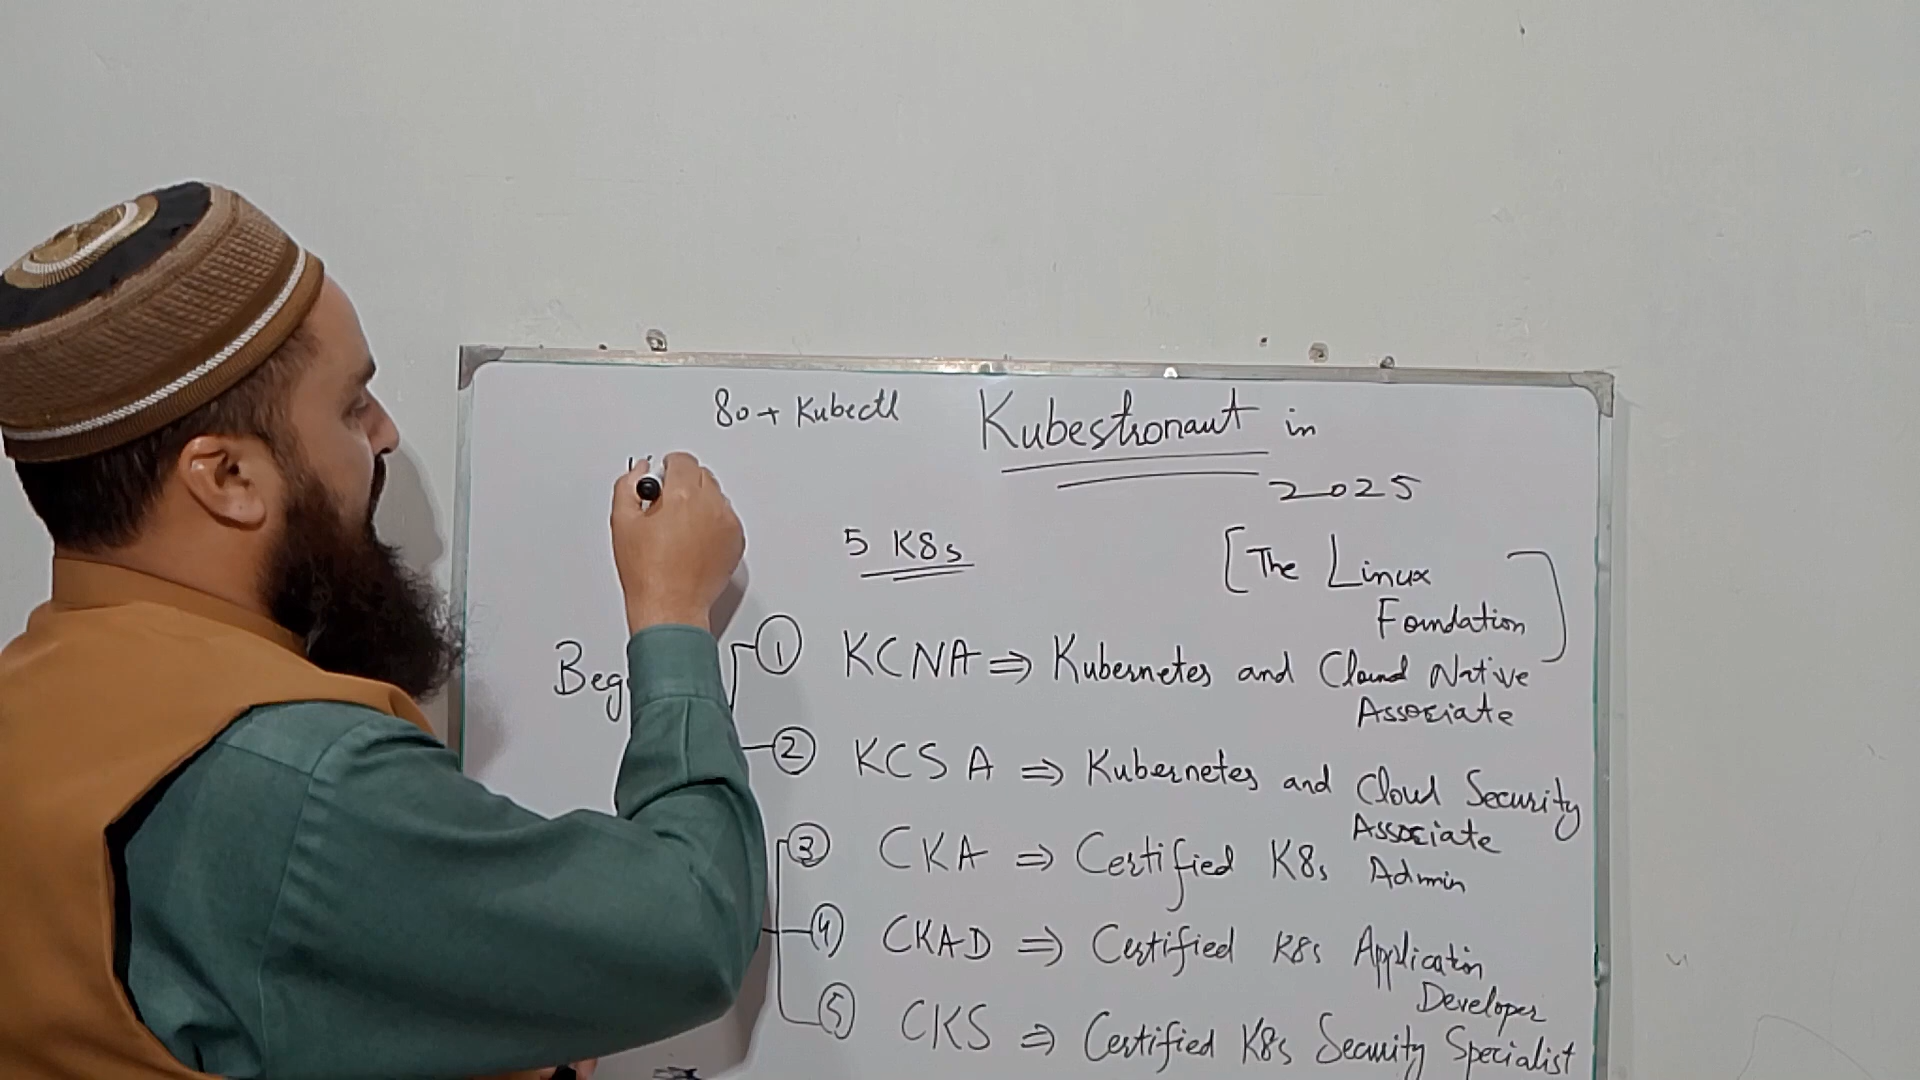 80+ Kubectl
Kubestronaut in
2025
5 K8s
[The Linux
Foundation]
Beg
1 KCNA ⇒ Kubernetes and Cloud Native
Associate
2 KCSA ⇒ Kubernetes and Cloud Security
Associate
3 CKA ⇒ Certified K8s Admin
4 CKAD ⇒ Certified K8s Application
Developer
5 CKS ⇒ Certified K8s Security Specialist